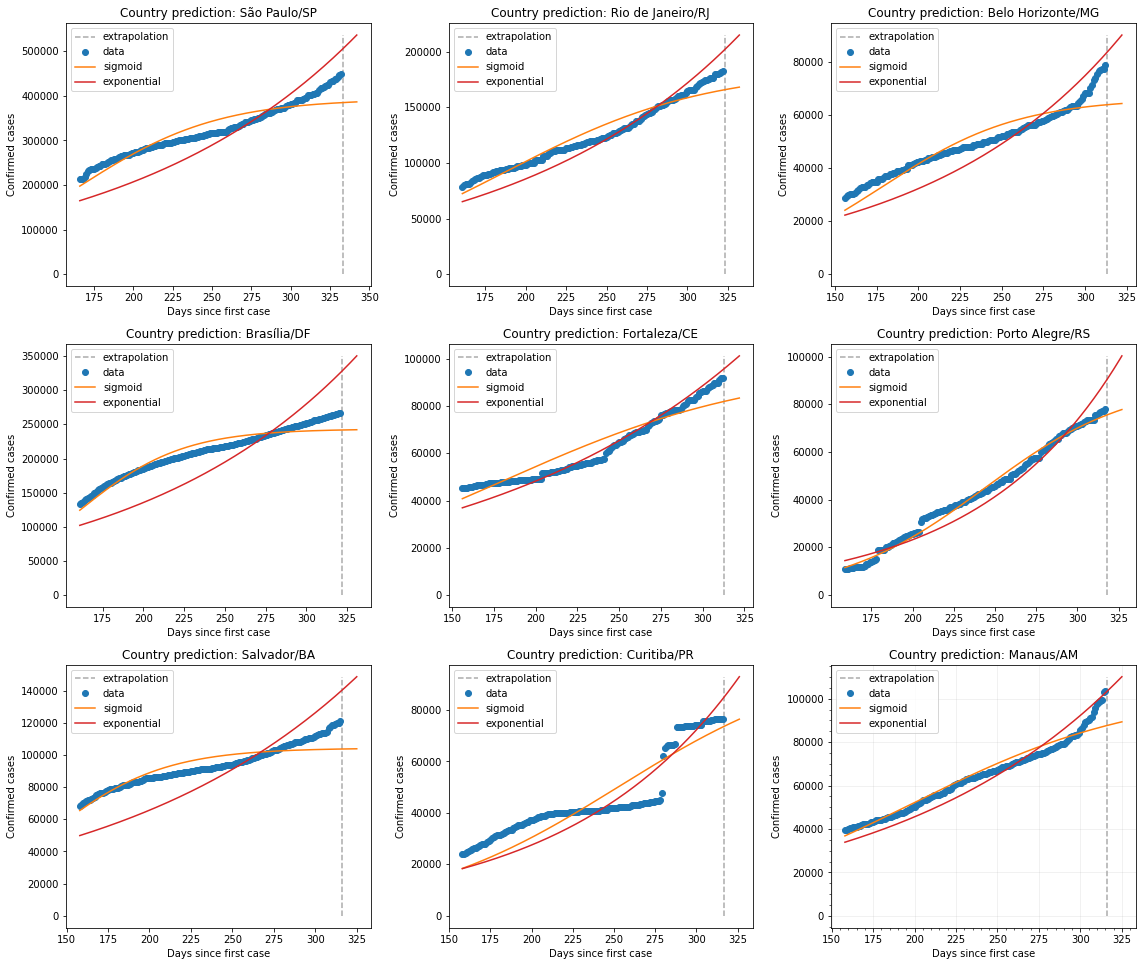 Country prediction: São Paulo/SP
extrapolation
data
sigmoid
exponential
500000
400000
300000
200000
100000
0
Confirmed cases
175 200 225 250 275 300 325 350
Days since first case
Country prediction: Rio de Janeiro/RJ
extrapolation
data
sigmoid
exponential
200000
150000
100000
50000
0
Confirmed cases
175 200 225 250 275 300 325
Days since first case
Country prediction: Belo Horizonte/MG
extrapolation
data
sigmoid
exponential
80000
60000
40000
20000
0
Confirmed cases
150 175 200 225 250 275 300 325
Days since first case
Country prediction: Brasília/DF
extrapolation
data
sigmoid
exponential
350000
300000
250000
200000
150000
100000
50000
0
Confirmed cases
175 200 225 250 275 300 325
Days since first case
Country prediction: Fortaleza/CE
extrapolation
data
sigmoid
exponential
100000
80000
60000
40000
20000
0
Confirmed cases
150 175 200 225 250 275 300 325
Days since first case
Country prediction: Porto Alegre/RS
extrapolation
data
sigmoid
exponential
100000
80000
60000
40000
20000
0
Confirmed cases
175 200 225 250 275 300 325
Days since first case
Country prediction: Salvador/BA
extrapolation
data
sigmoid
exponential
140000
120000
100000
80000
60000
40000
20000
0
Confirmed cases
150 175 200 225 250 275 300 325
Days since first case
Country prediction: Curitiba/PR
extrapolation
data
sigmoid
exponential
80000
60000
40000
20000
0
Confirmed cases
150 175 200 225 250 275 300 325
Days since first case
Country prediction: Manaus/AM
extrapolation
data
sigmoid
exponential
100000
80000
60000
40000
20000
0
Confirmed cases
150 175 200 225 250 275 300 325
Days since first case